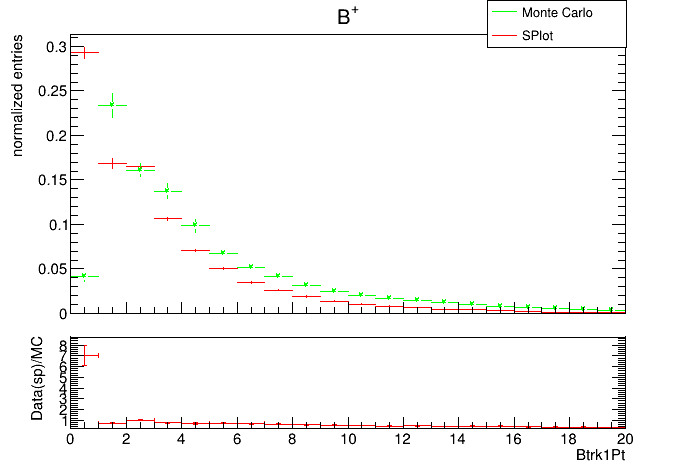 B+
Monte Carlo
SPlot
normalized entries
0.3
0.25
0.2
0.15
0.1
0.05
0
Data(sp)/MC
8
7
6
5
4
3
2
1
0 2 4 6 8 10 12 14 16 18 20
Btrk1Pt